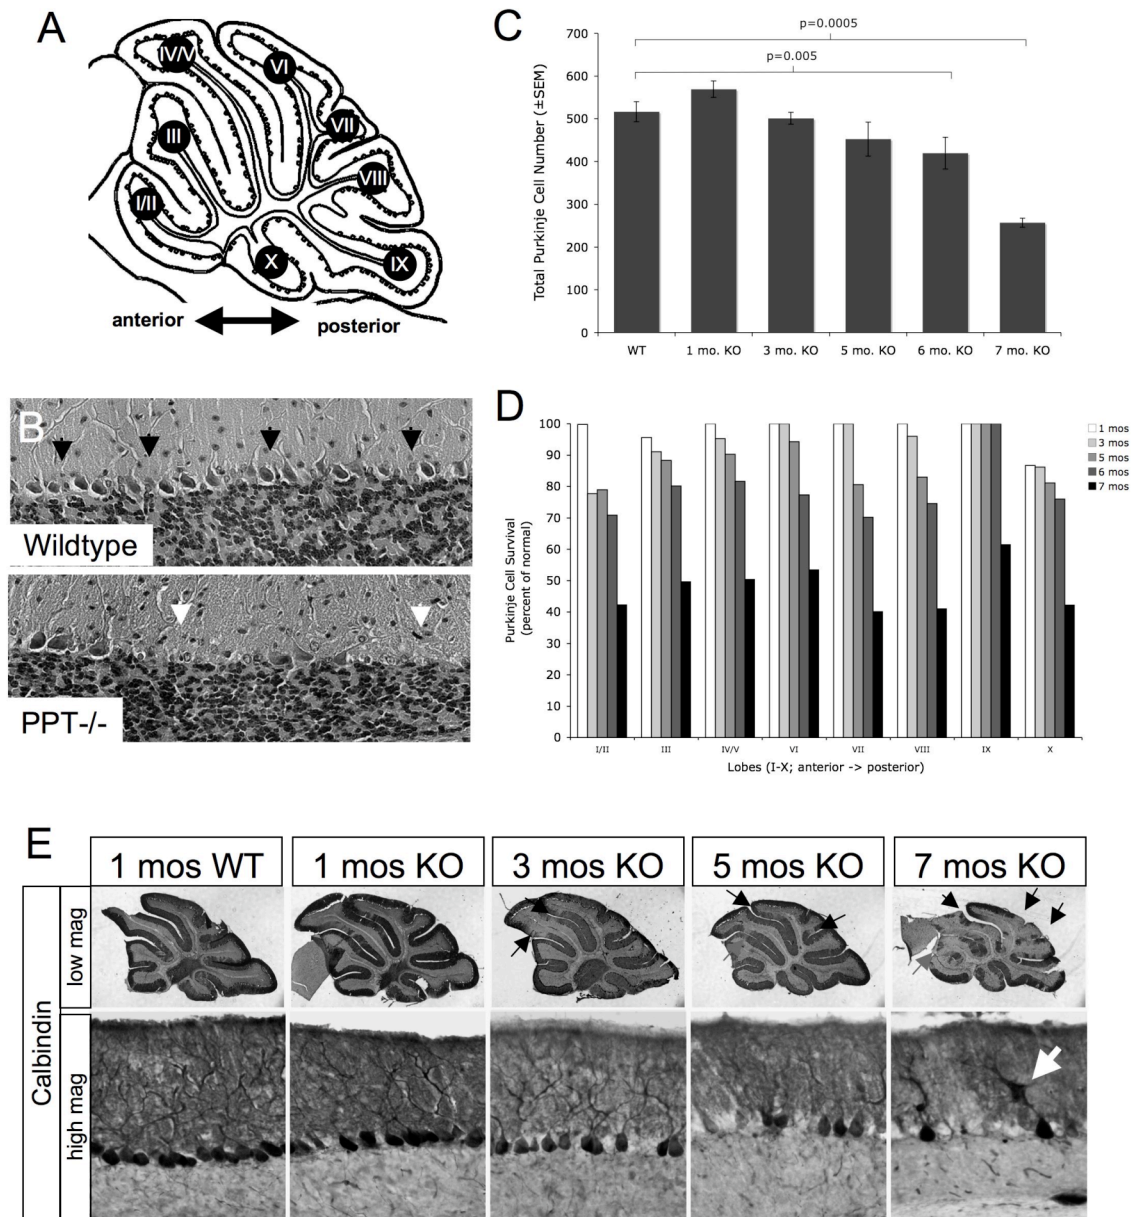 A
IV/V
VI
III
VII
VIII
I/II
X
IX
anterior
posterior
C
p=0.0005
p=0.005
Total Purkinje Cell Number (±SEM)
700
600
500
400
300
200
100
0
WT
1 mo. KO
3 mo. KO
5 mo. KO
6 mo. KO
7 mo. KO
B
Wildtype
PPT-/-
D
Purkinje Cell Survival
(percent of normal)
100
90
80
70
60
50
40
30
20
10
0
I/II
III
IV/V
VI
VII
VIII
IX
X
Lobes (I-X; anterior -> posterior)
1 mos
3 mos
5 mos
6 mos
7 mos
E
1 mos WT
1 mos KO
3 mos KO
5 mos KO
7 mos KO
Calbindin
low mag
high mag